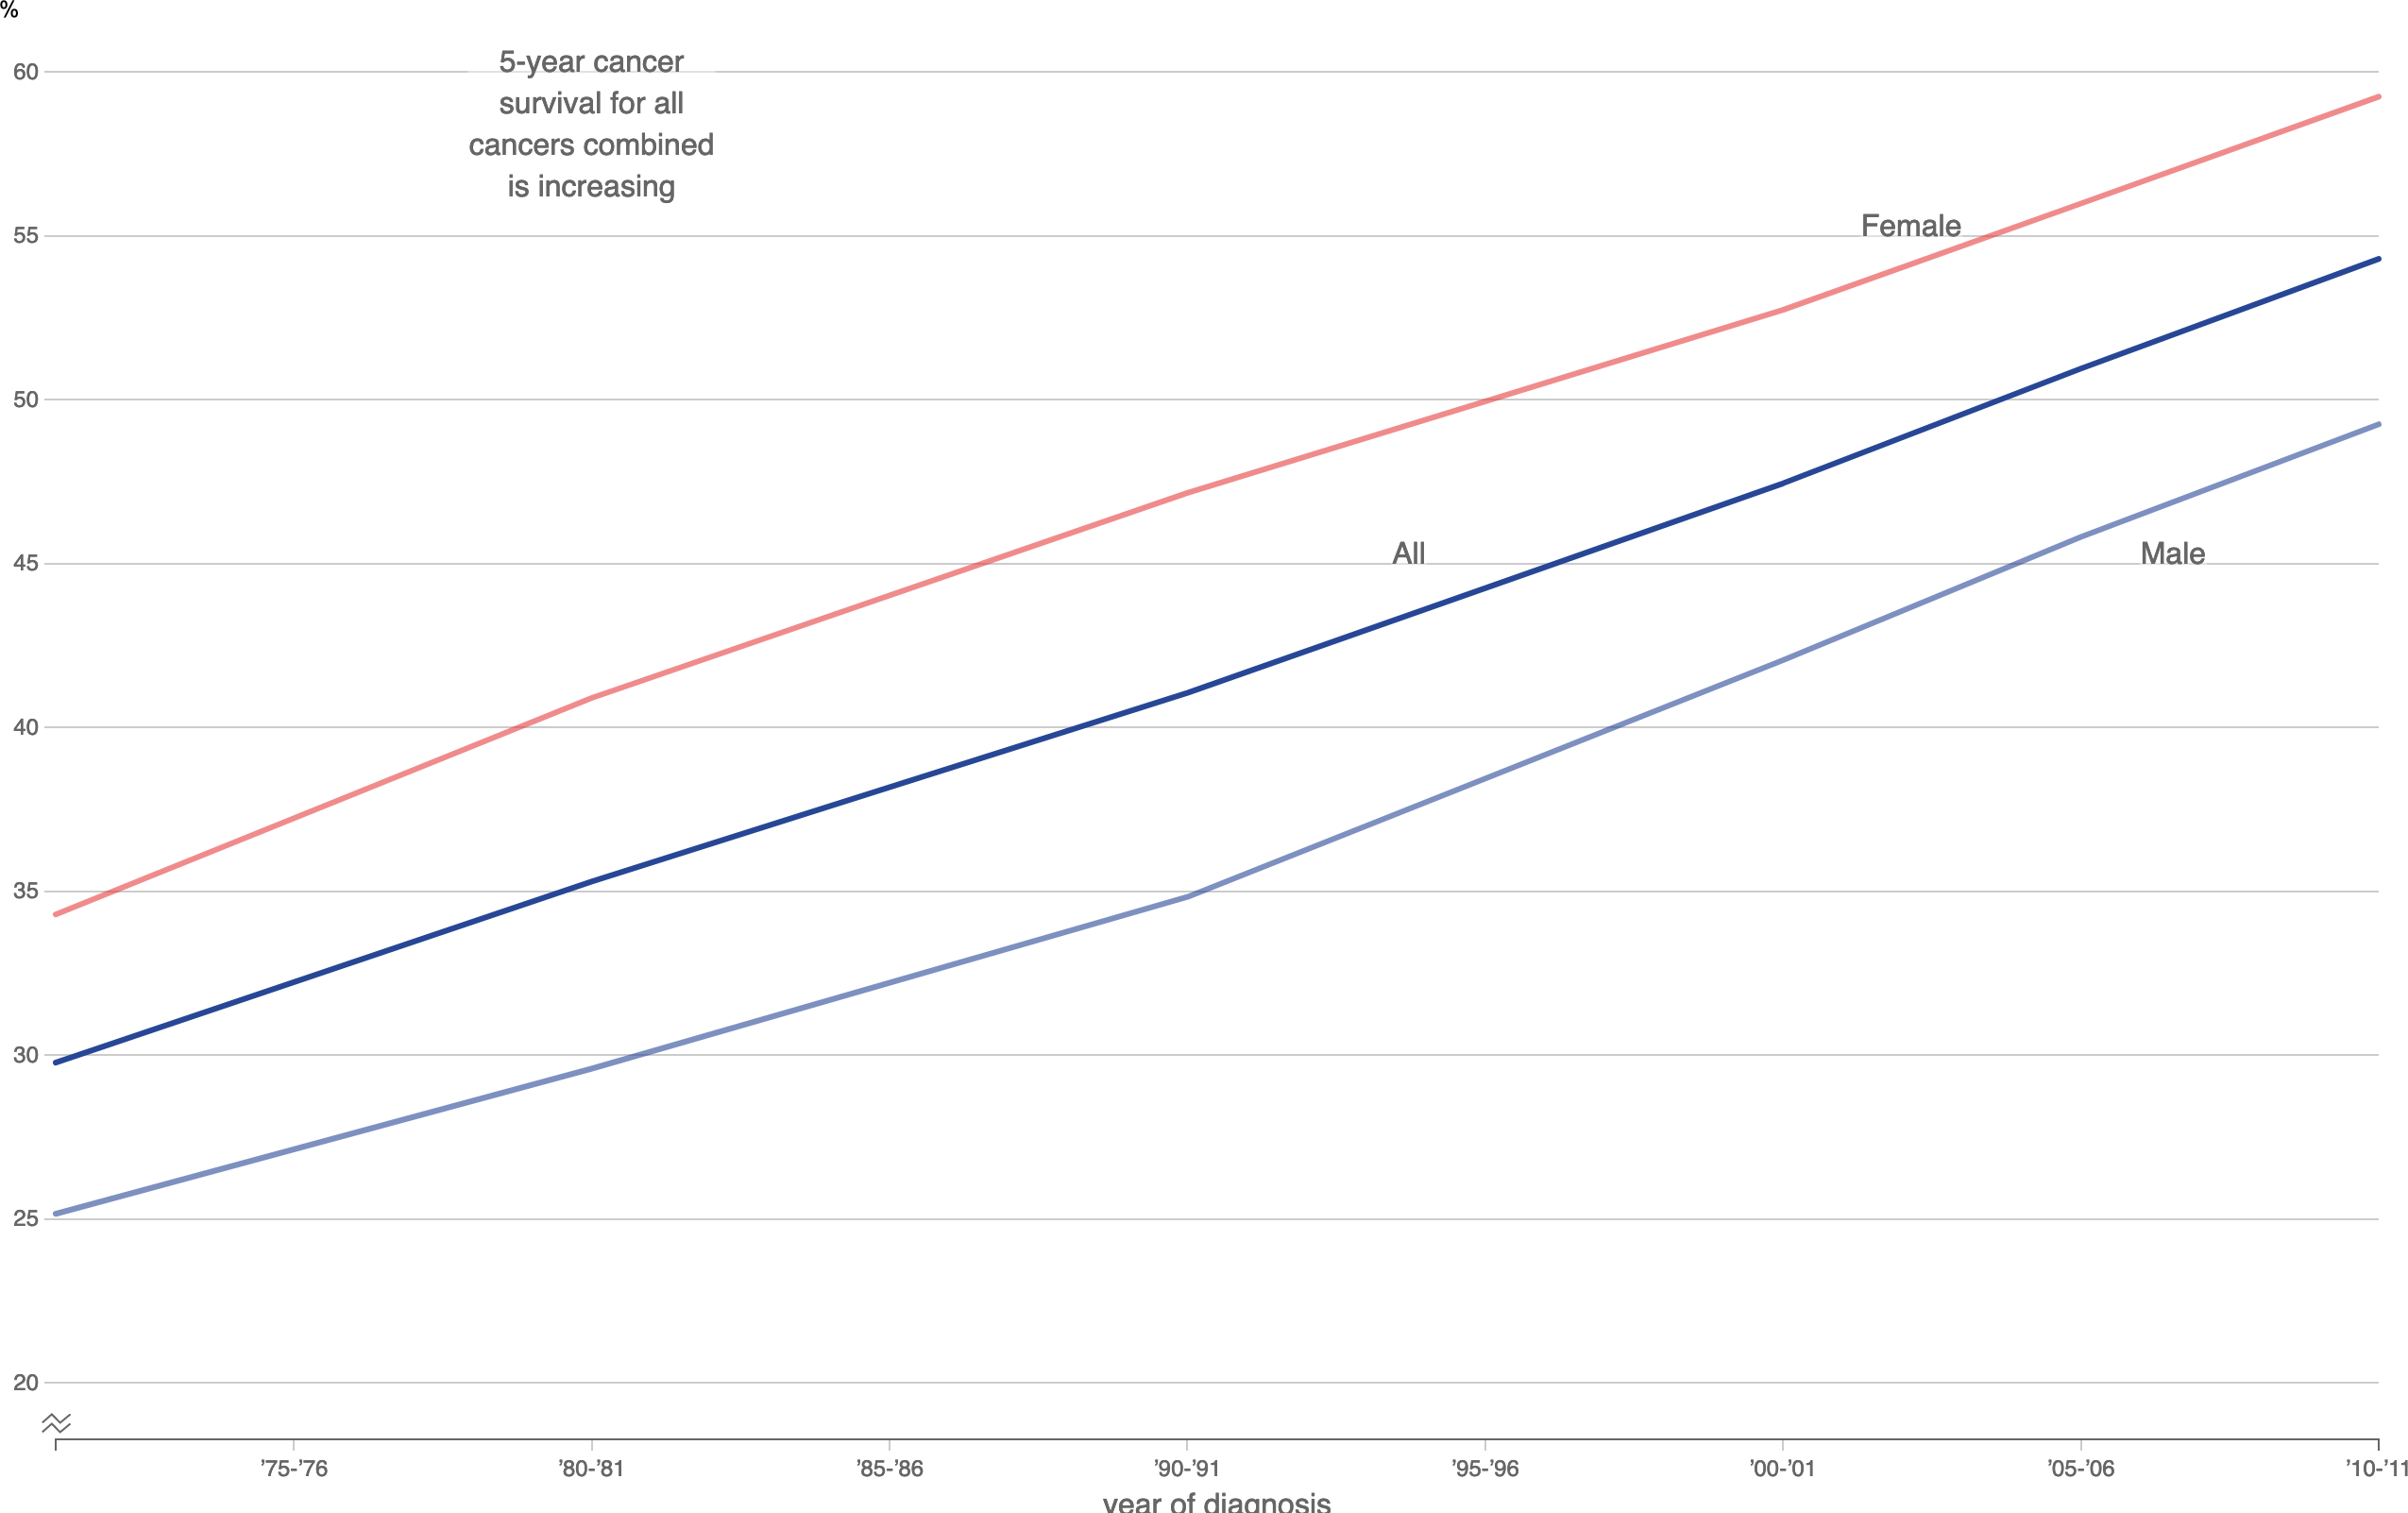 %
5-year cancer
survival for all
cancers combined
is increasing
60
55
50
45
40
35
30
25
20
Female
All
Male
’75-’76
’80-’81
’85-’86
’90-’91
’95-’96
’00-’01
’05-’06
’10-’11
year of diagnosis